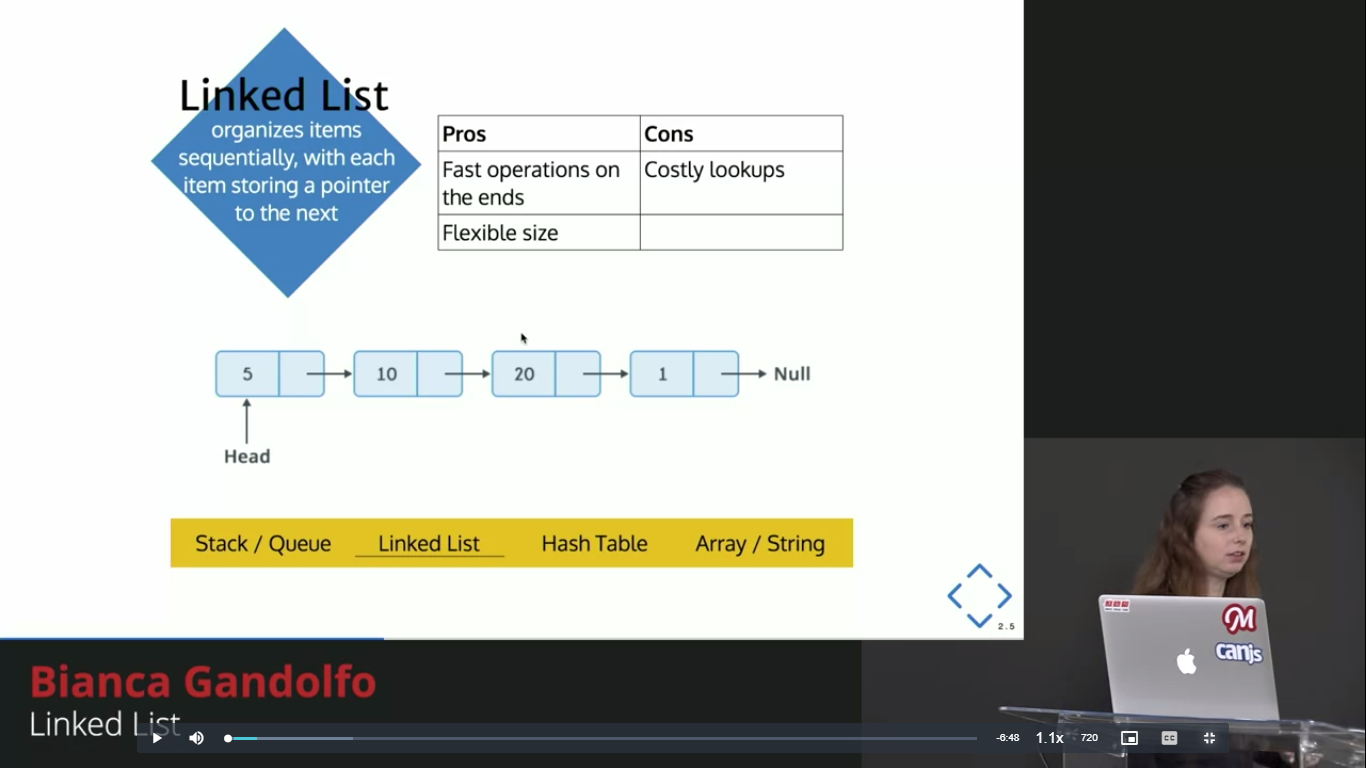 Linked List
organizes items
sequentially, with each
item storing a pointer
to the next
Pros Cons
Fast operations on Costly lookups
the ends
Flexible size
5 10 20 1 Null
Head
Stack / Queue Linked List Hash Table Array / String
2.5
M
canjs
Bianca Gandolfo
Linked List
-6:48 1.1x 720 CC